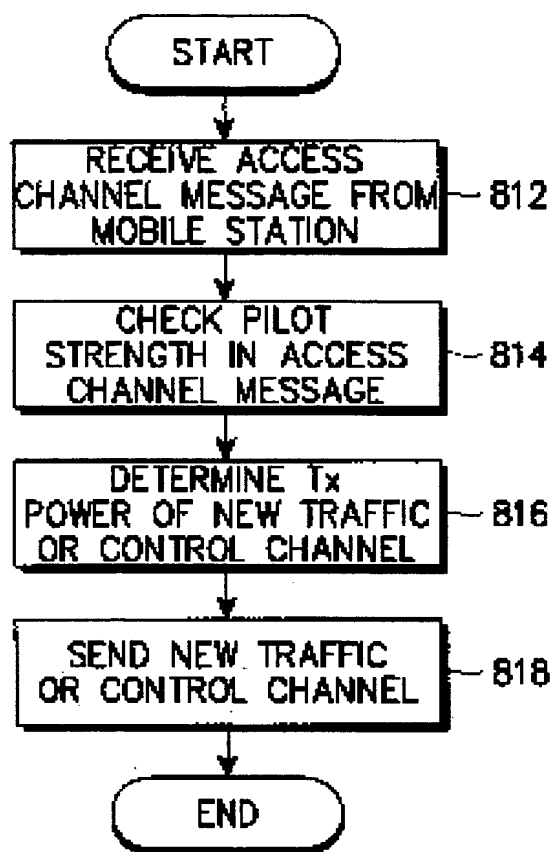 START
RECEIVE ACCESS
CHANNEL MESSAGE FROM
MOBILE STATION
812
CHECK PILOT
STRENGTH IN ACCESS
CHANNEL MESSAGE
814
DETERMINE Tx
POWER OF NEW TRAFFIC
OR CONTROL CHANNEL
816
SEND NEW TRAFFIC
OR CONTROL CHANNEL
818
END